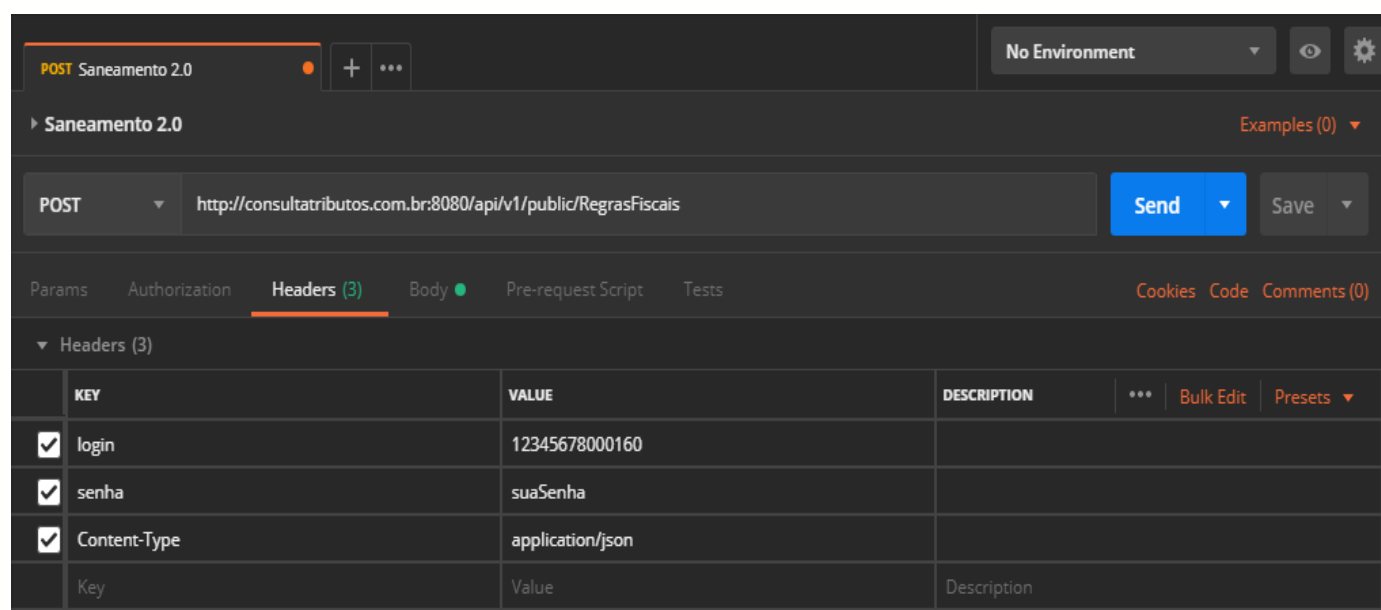 POST Saneamento 2.0
No Environment
Saneamento 2.0
Examples (0)
POST
http://consultatributos.com.br:8080/api/v1/public/RegrasFiscais
Send
Save
Params Authorization Headers (3) Body Pre-request Script Tests Cookies Code Comments (0)
Headers (3)
KEY VALUE DESCRIPTION Bulk Edit Presets
login 12345678000160
senha suaSenha
Content-Type application/json
Key Value Description